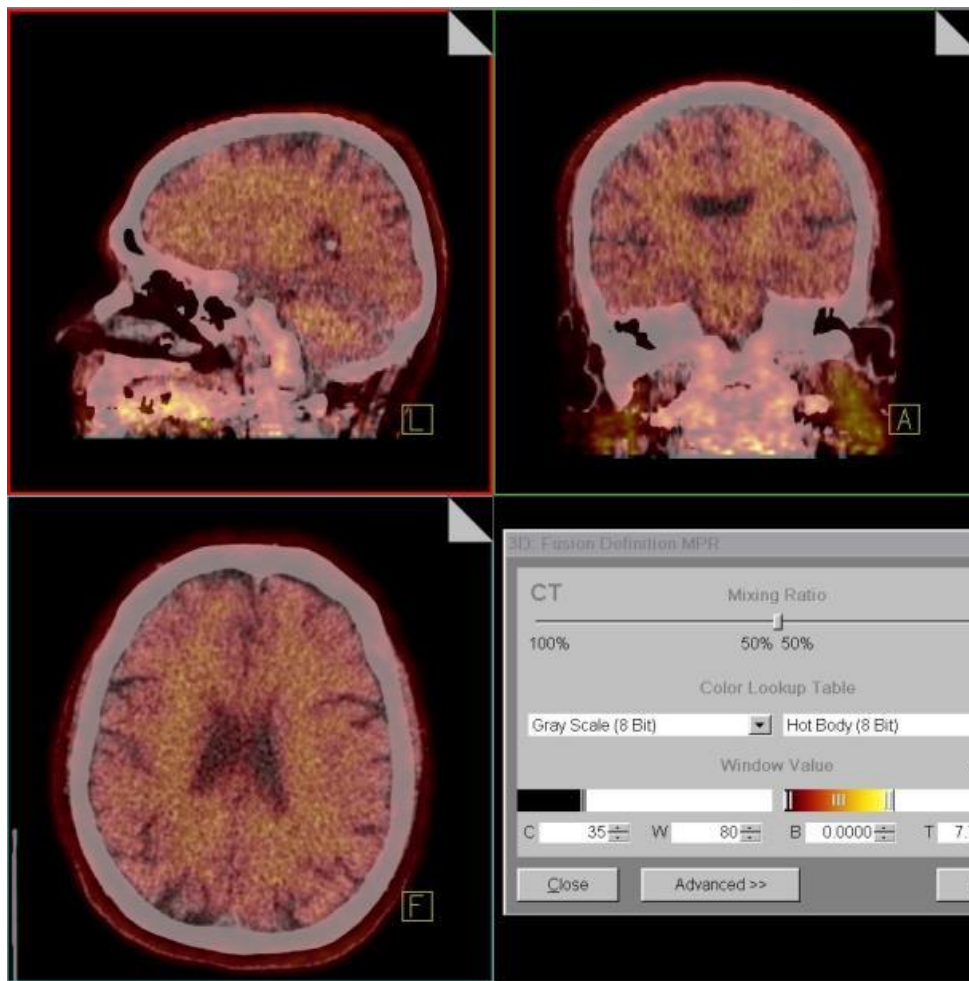 L
A
F
3D: Fusion Definition MPR
CT
Mixing Ratio
100%
50% 50%
Color Lookup Table
Gray Scale (8 Bit)
Hot Body (8 Bit)
Window Value
C 35 W 80 B 0.0000 T 7.
Close
Advanced >>